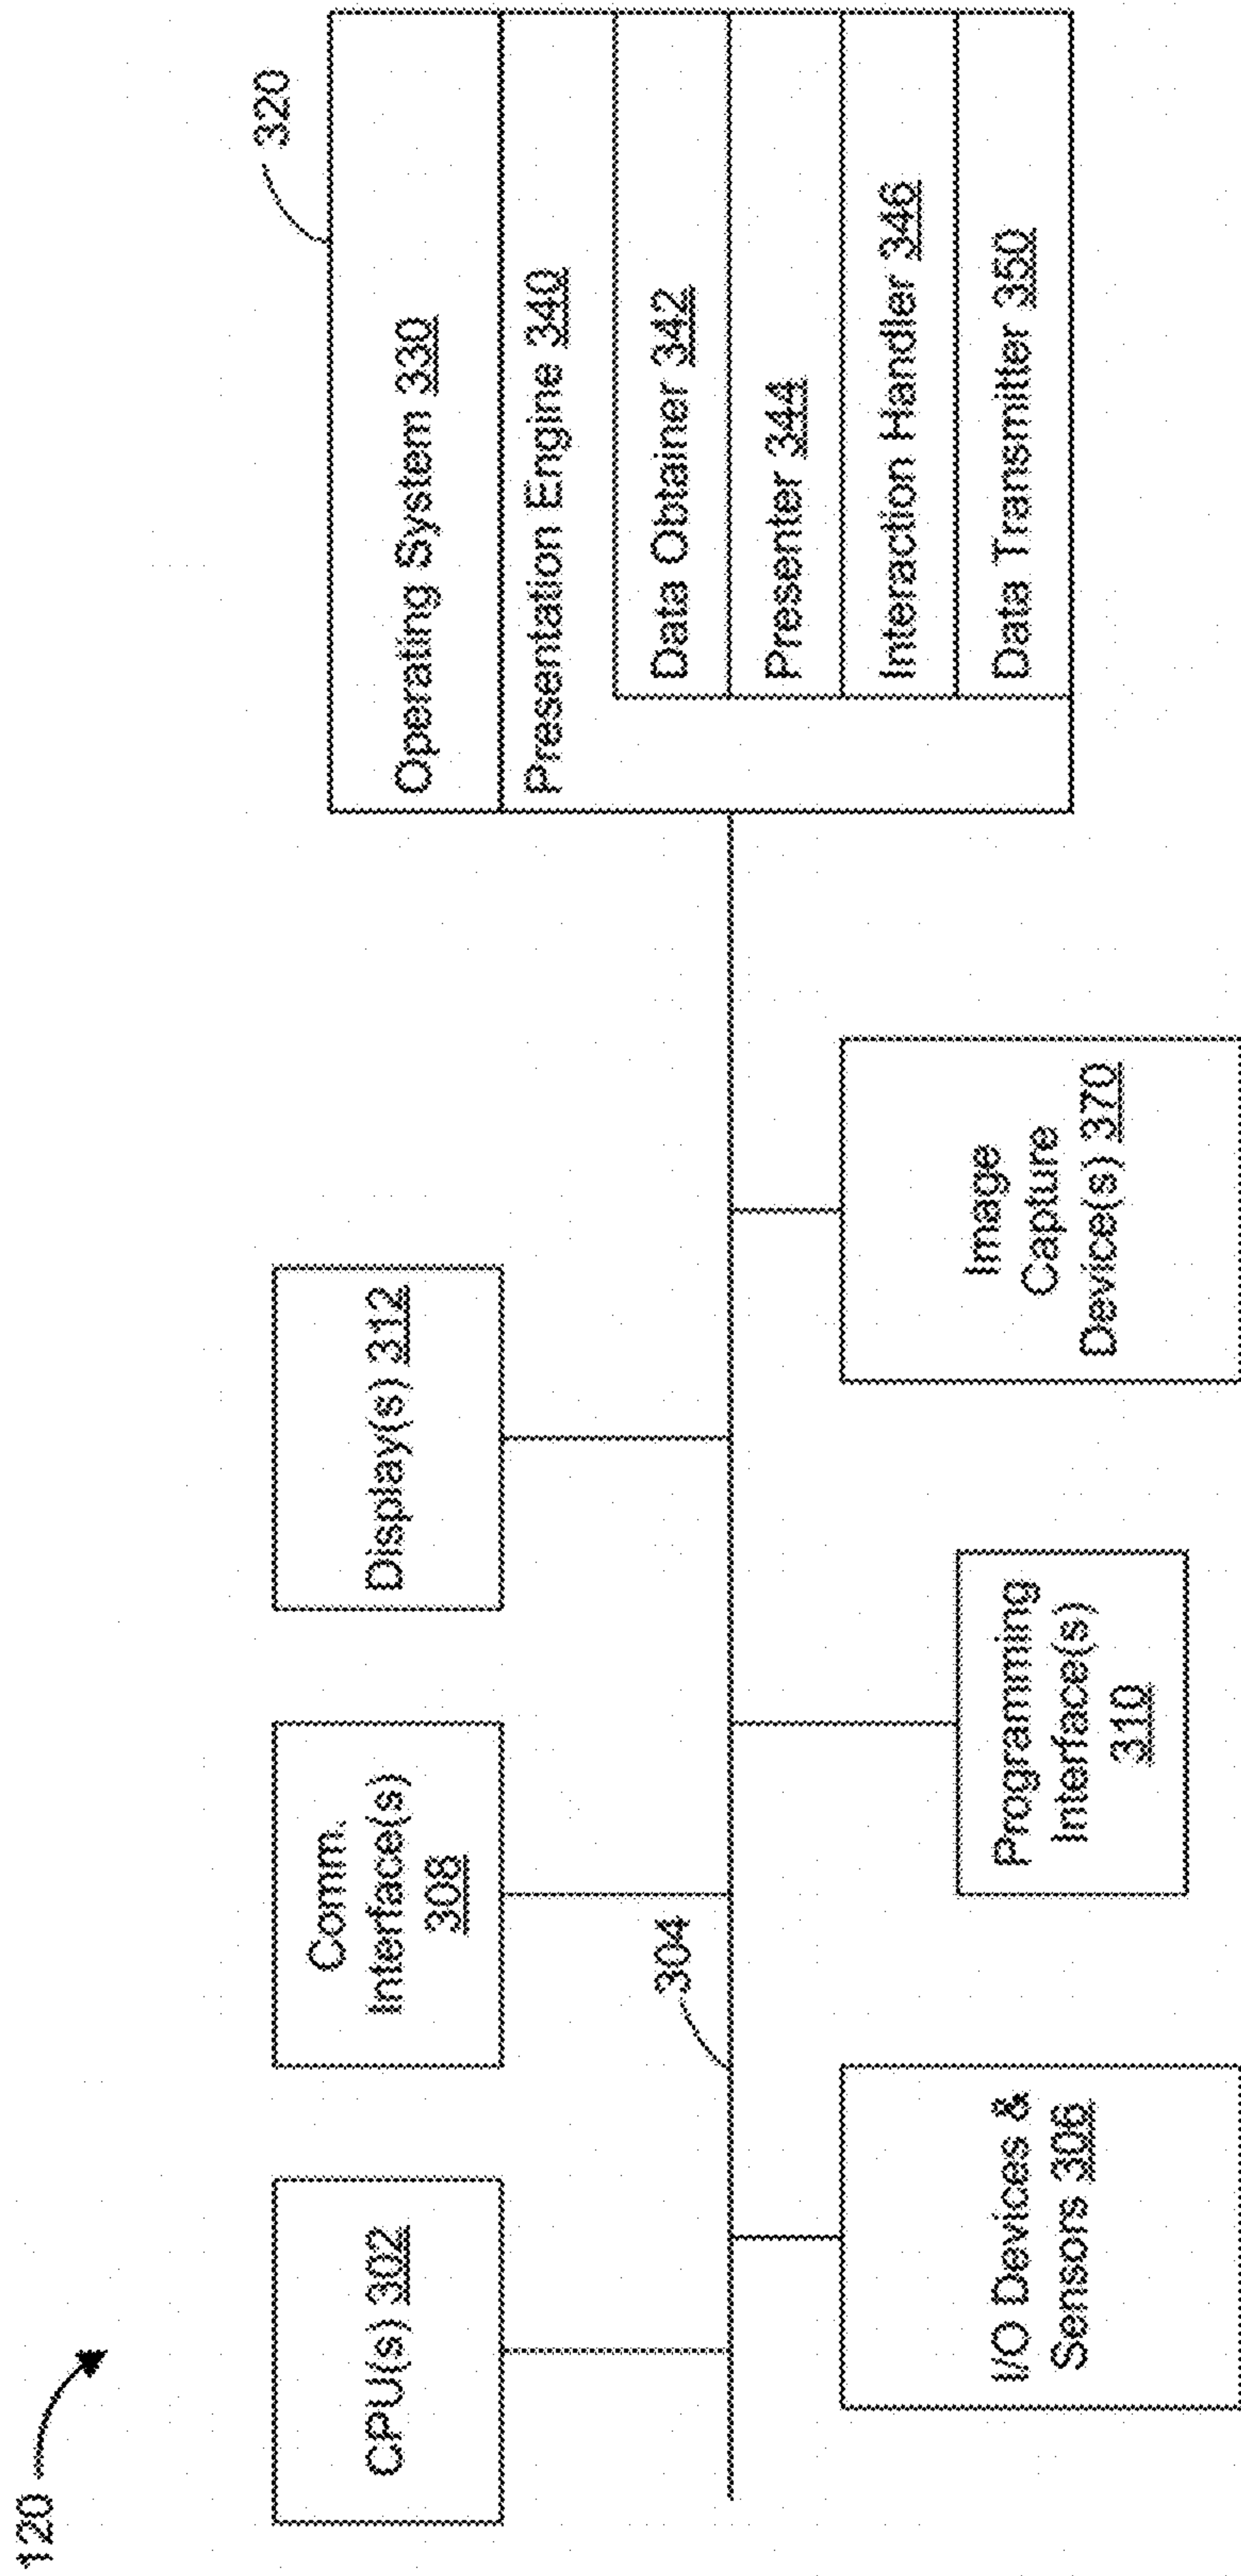 120
CPU(s) 302
Comm.
Interface(s)
308
Display(s) 312
304
I/O Devices &
Sensors 306
Programming
Interface(s)
310
Image
Capture
Device(s) 370
320
Operating System 330
Presentation Engine 340
Data Obtainer 342
Presenter 344
Interaction Handler 346
Data Transmitter 350